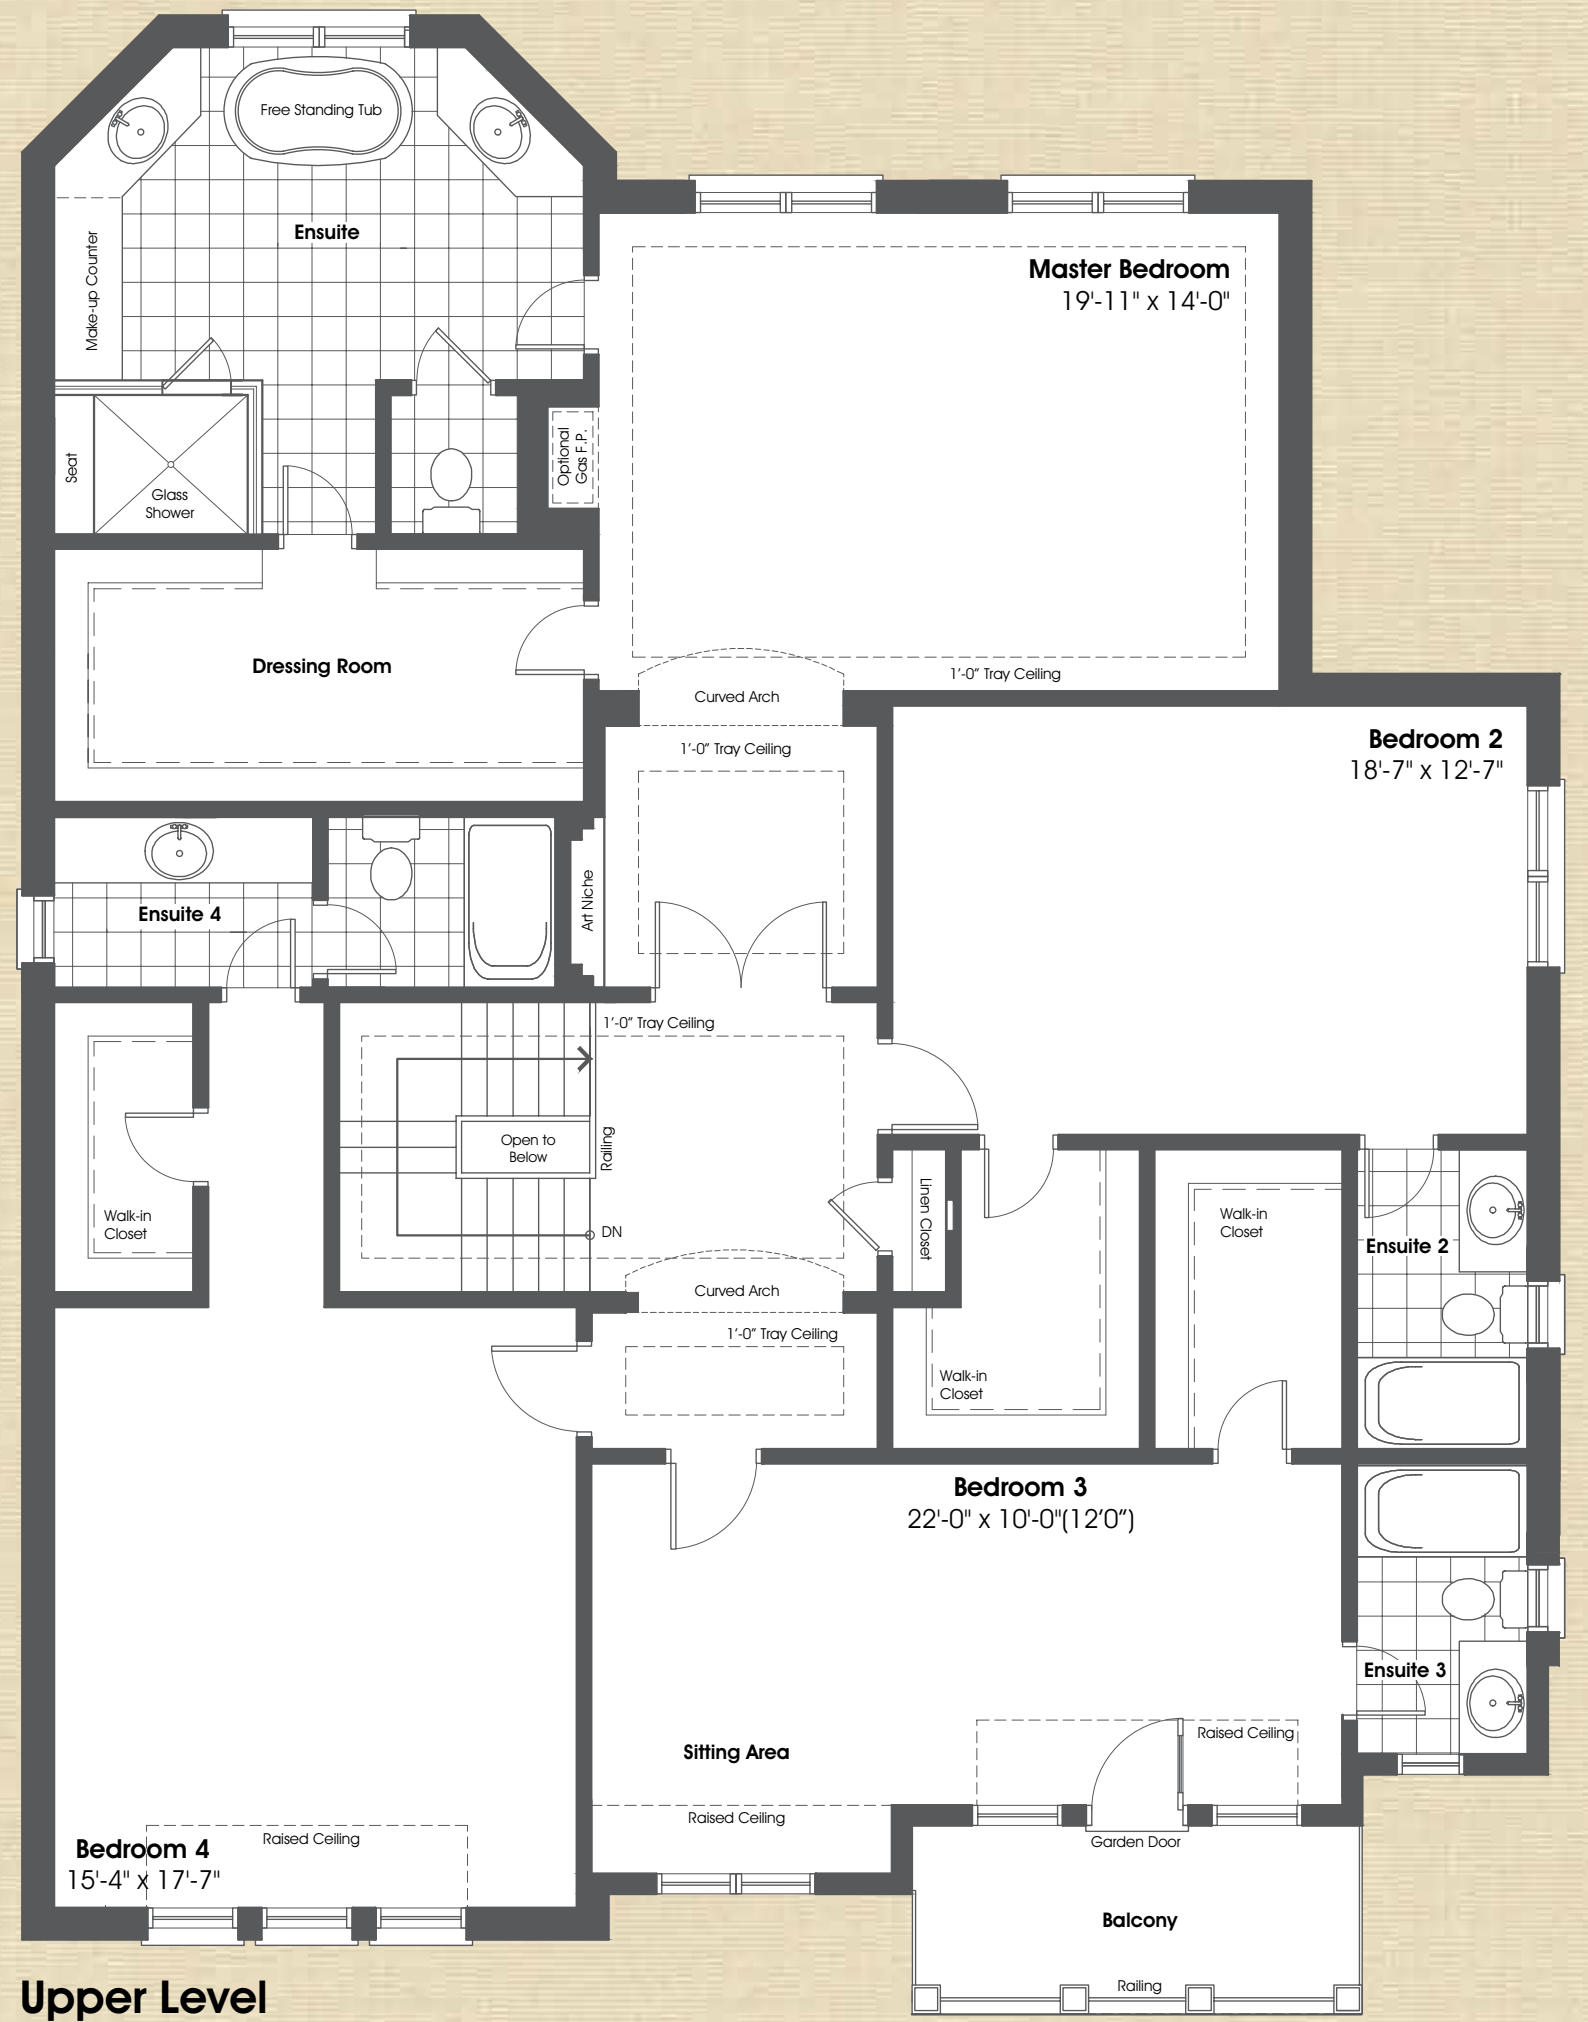 Free Standing Tub
Ensuite
Make-up Counter
Master Bedroom
19'-11" x 14'-0"
Optional
Gas F.P.
Seat
Glass
Shower
Dressing Room
1'-0" Tray Ceiling
Curved Arch
1'-0" Tray Ceiling
Bedroom 2
18'-7" x 12'-7"
Art Niche
Ensuite 4
1'-0" Tray Ceiling
Open to
Below
Railing
DN
Linen Closet
Walk-in
Closet
Walk-in
Closet
Ensuite 2
Curved Arch
1'-0" Tray Ceiling
Walk-in
Closet
Bedroom 3
22'-0" x 10'-0"(12'0")
Ensuite 3
Raised Ceiling
Sitting Area
Raised Ceiling
Garden Door
Raised Ceiling
Bedroom 4
15'-4" x 17'-7"
Balcony
Railing
Upper Level